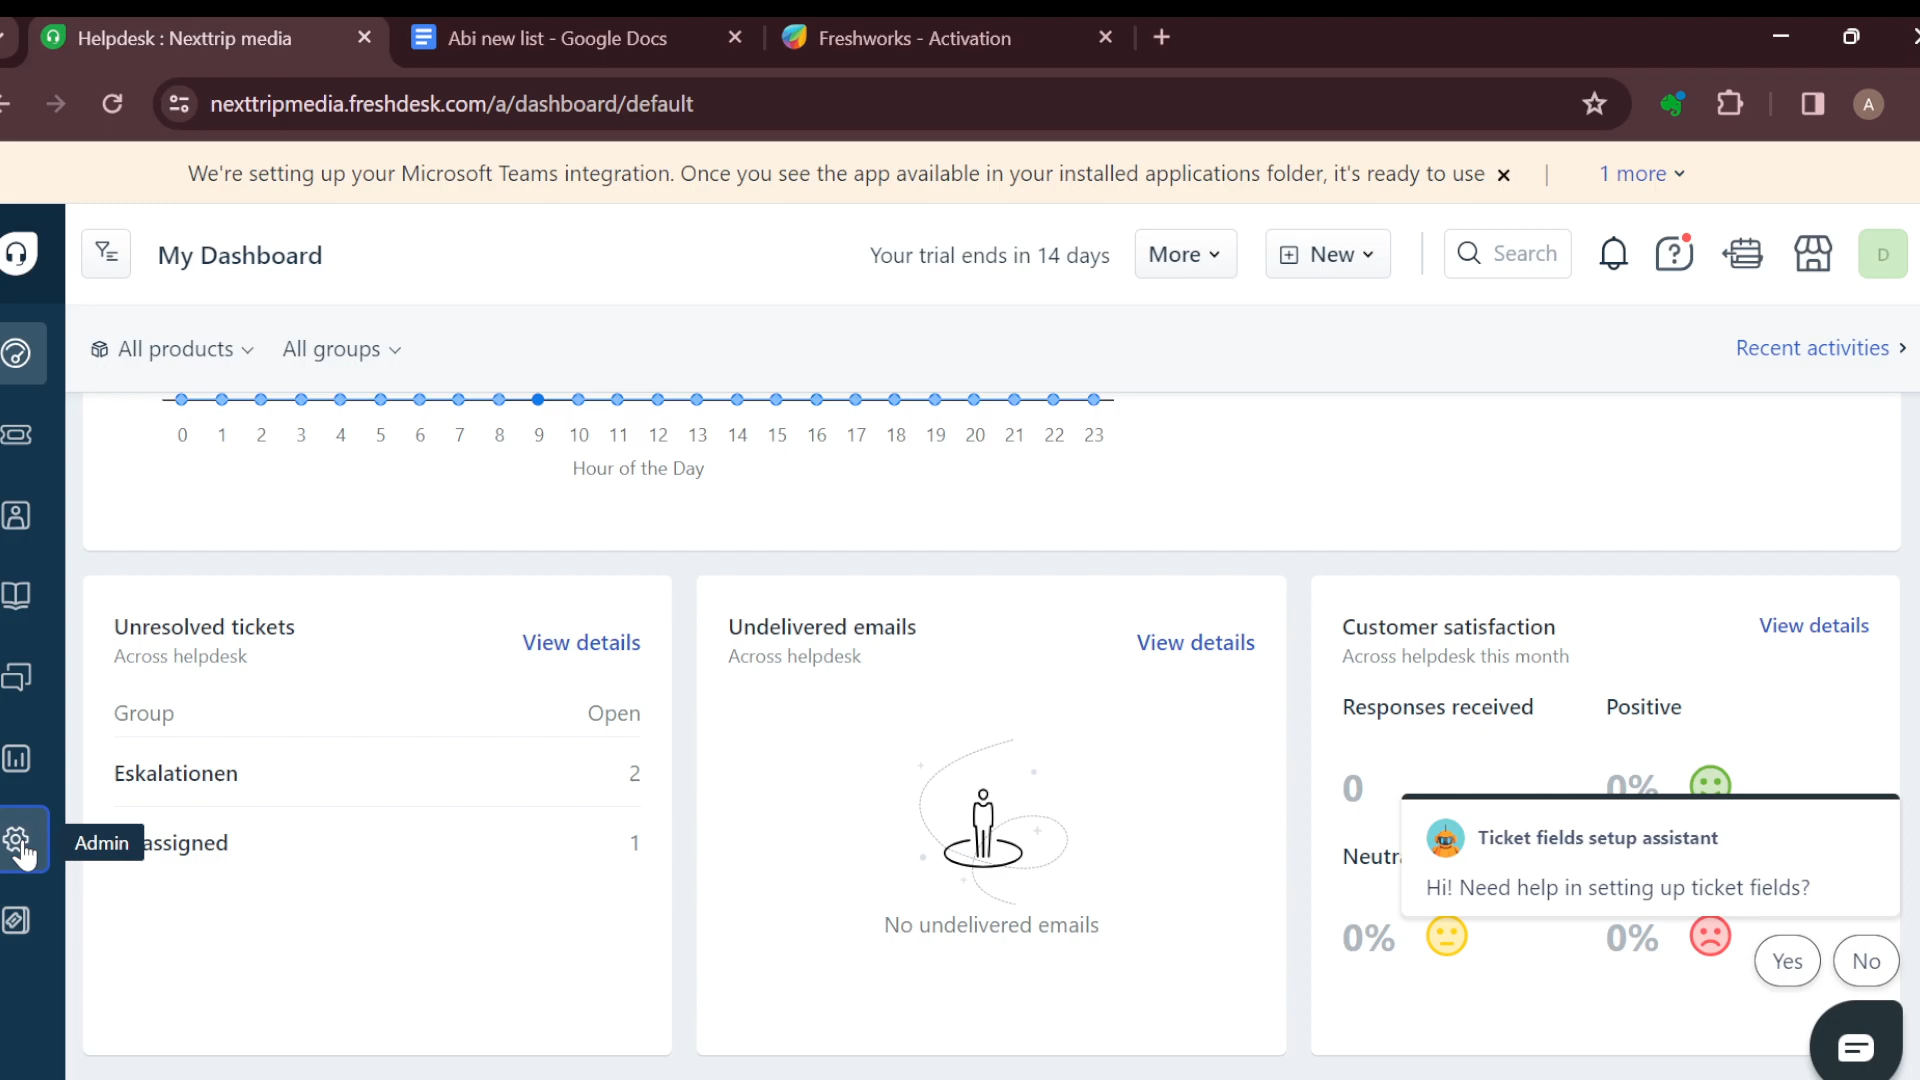 Helpdesk : Nexttrip media
Abi new list - Google Docs
Freshworks - Activation
nexttripmedia.freshdesk.com/a/dashboard/default
A
We're setting up your Microsoft Teams integration. Once you see the app available in your installed applications folder, it's ready to use
1 more
My Dashboard
Your trial ends in 14 days
More
New
Search
D
All products
All groups
Recent activities
0 1 2 3 4 5 6 7 8 9 10 11 12 13 14 15 16 17 18 19 20 21 22 23
Hour of the Day
Unresolved tickets
Across helpdesk
View details
Group Open
Eskalationen 2
Admin
assigned 1
Undelivered emails
Across helpdesk
View details
No undelivered emails
Customer satisfaction
Across helpdesk this month
View details
Responses received Positive
0 0%
Neutr
0% 0%
Ticket fields setup assistant
Hi! Need help in setting up ticket fields?
Yes No